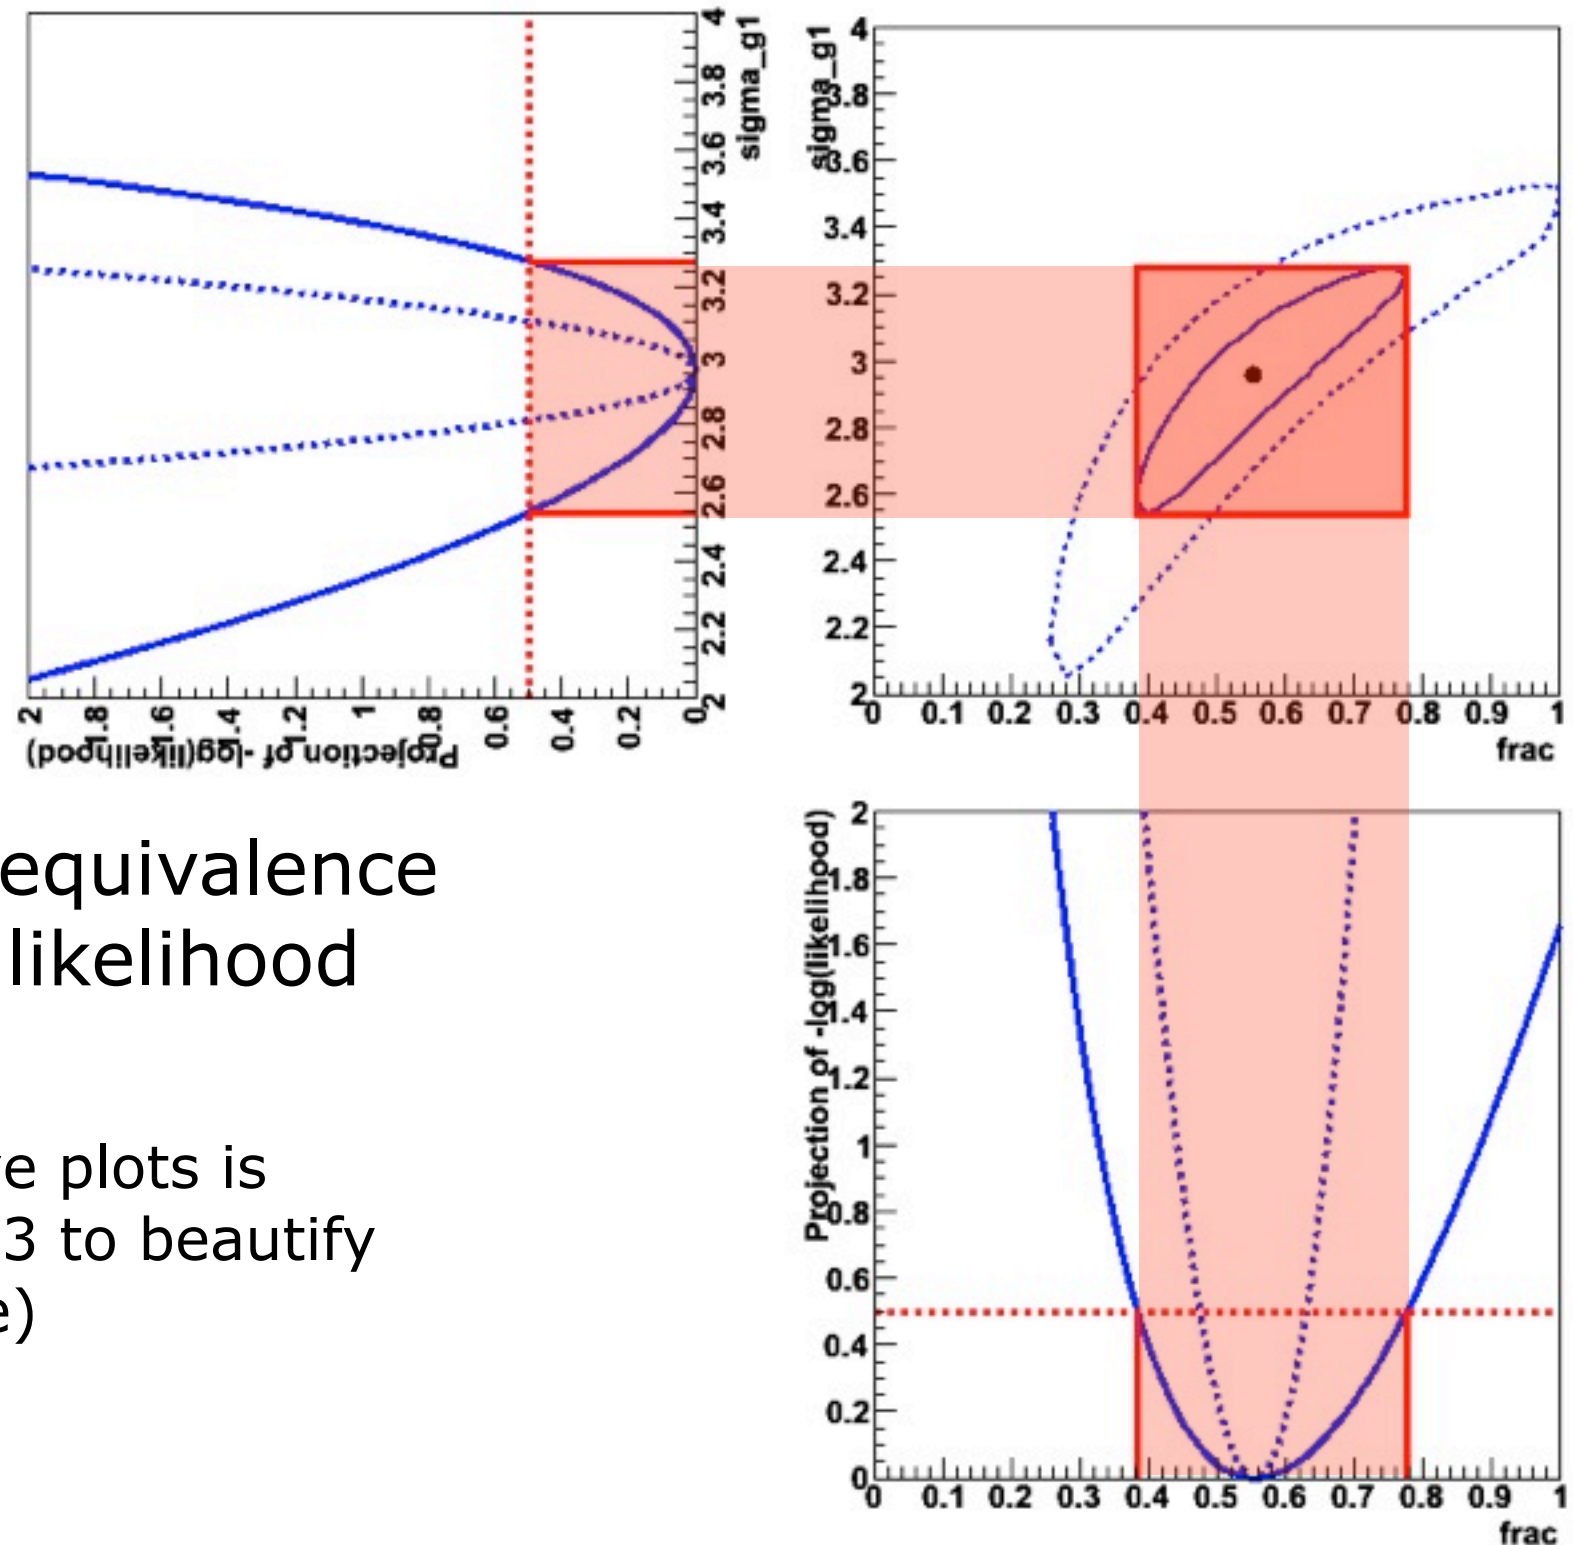 4
3.8
3.6
3.4
3.2
3
2.8
2.6
2.4
2.2
2
sigma_g1
2 1.8 1.6 1.4 1.2 1 0.8 0.6 0.4 0.2 0
Projection of -log(likelihood)
sigma_g1
4
3.8
3.6
3.4
3.2
3
2.8
2.6
2.4
2.2
2
0 0.1 0.2 0.3 0.4 0.5 0.6 0.7 0.8 0.9 1
frac
equivalence
likelihood
ve plots is
3 to beautify
e)
Projection of -log(likelihood)
2
1.8
1.6
1.4
1.2
1
0.8
0.6
0.4
0.2
0
0 0.1 0.2 0.3 0.4 0.5 0.6 0.7 0.8 0.9 1
frac